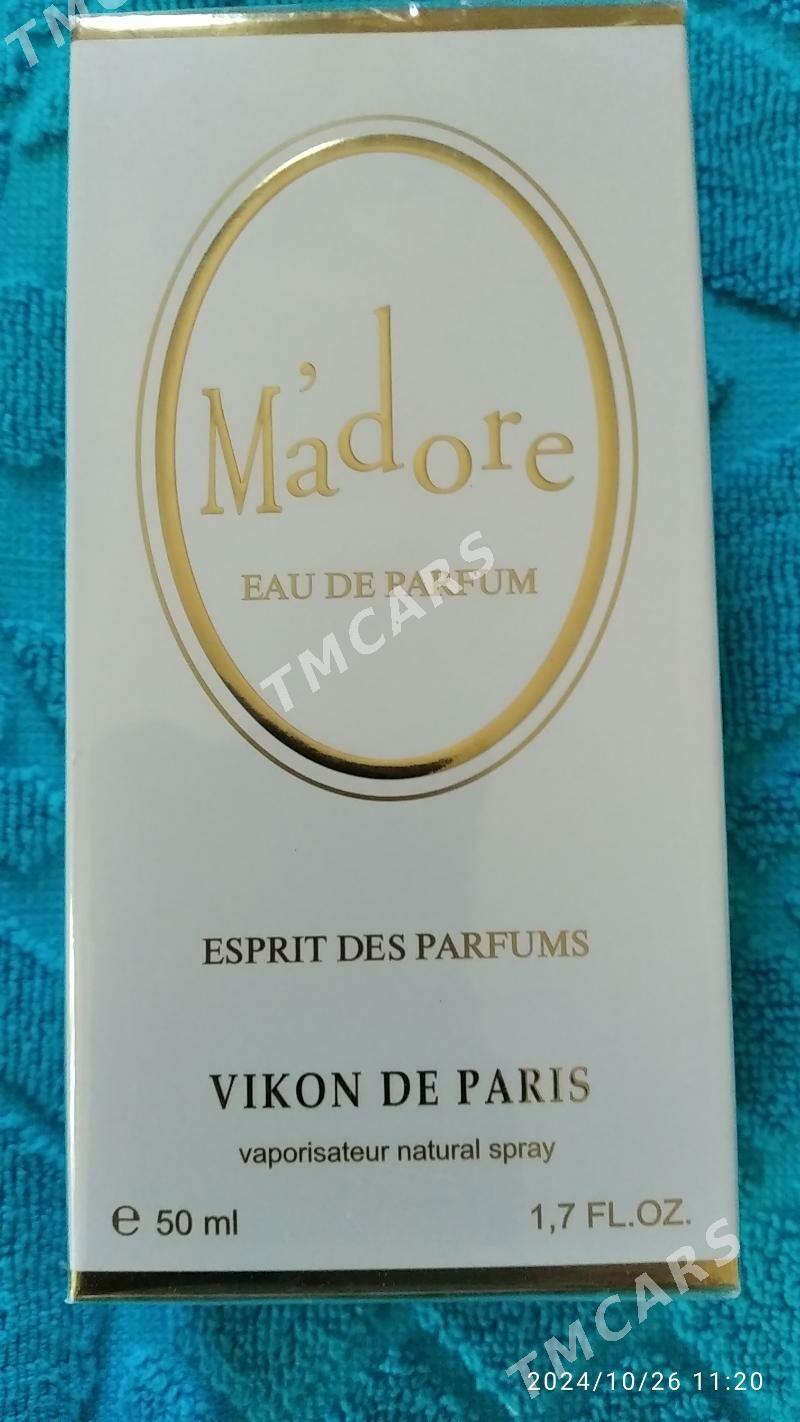 TMCARS
M'adore
EAU DE PARFUM
TMCARS
ESPRIT DES PARFUMS
VIKON DE PARIS
vaporisateur natural spray
e 50 ml
1,7 FL.OZ.
TMCARS
2024/10/26 11:20